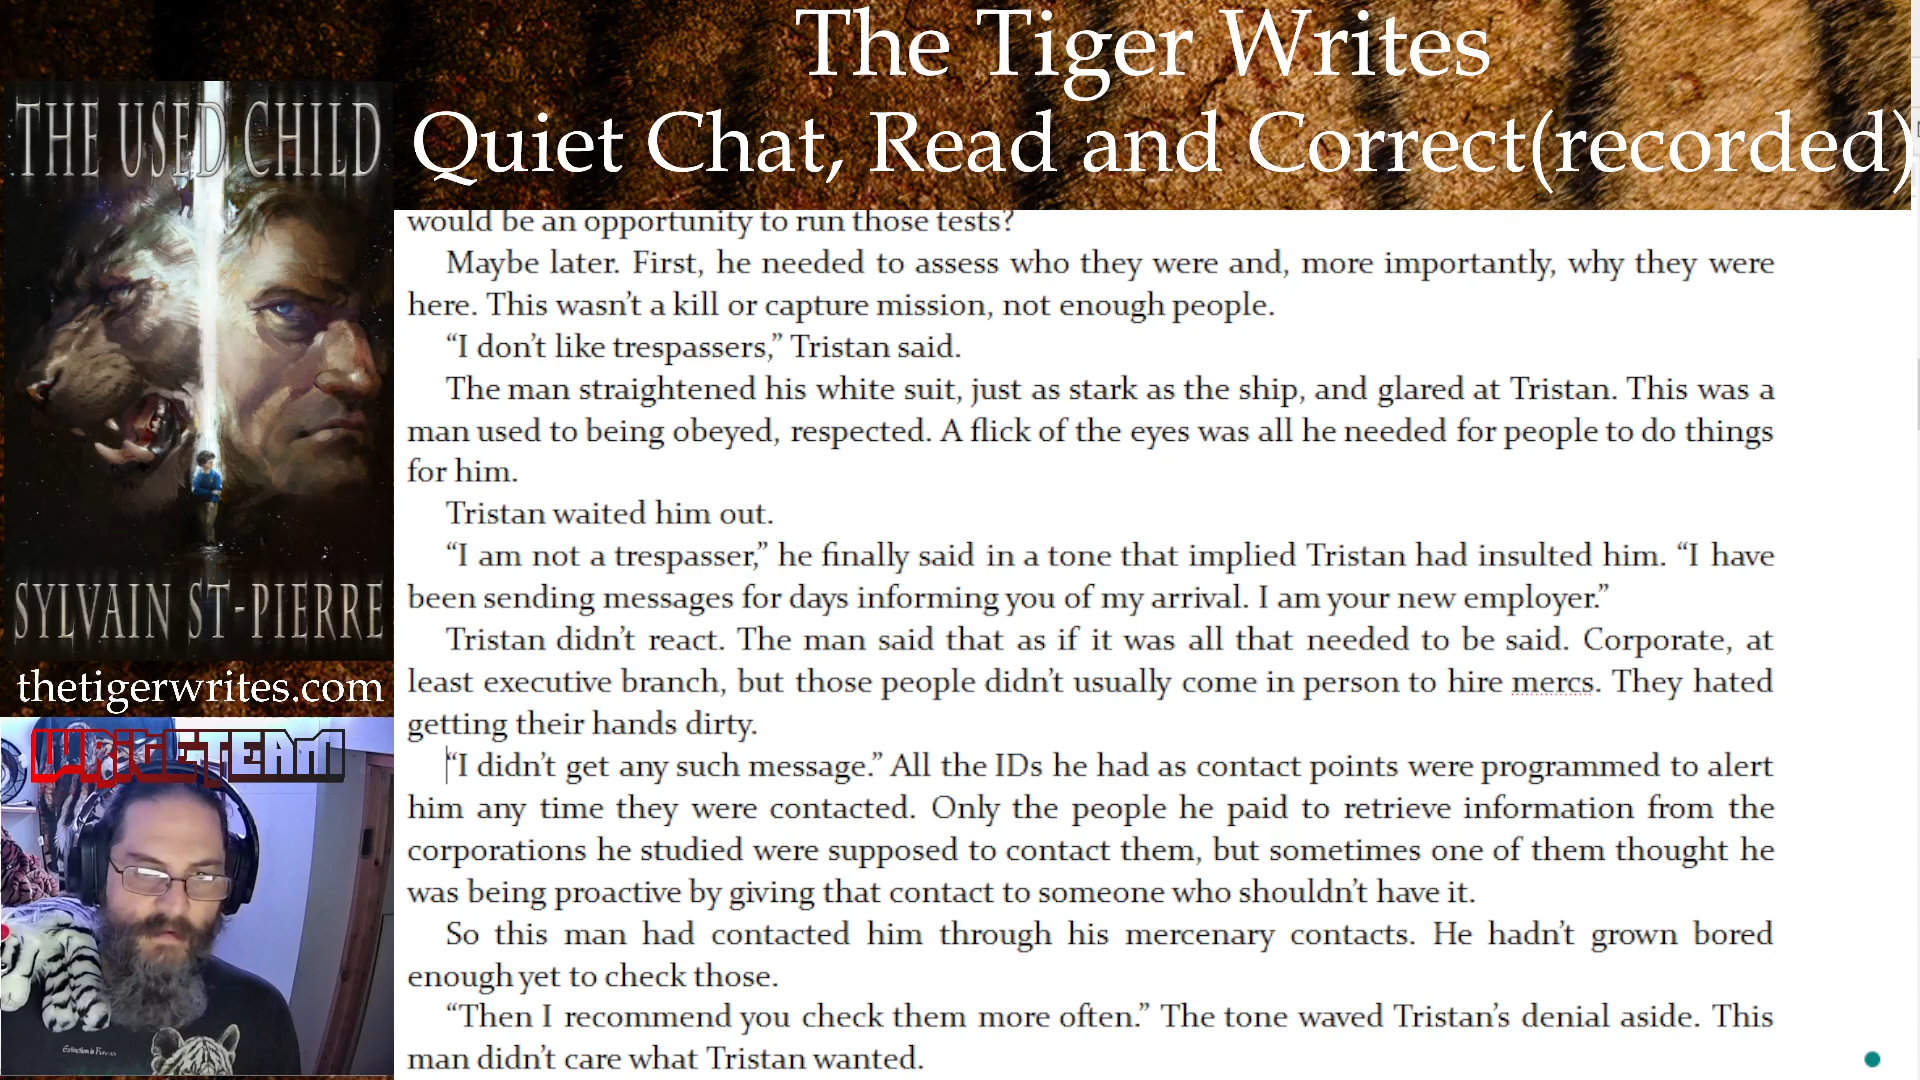 The Tiger Writes
Quiet Chat, Read and Correct(recorded)
THE USED CHILD
SYLVAIN ST-PIERRE
thetigerwrites.com
WRITETEAM
Extinction is Forever
would be an opportunity to run those tests?
Maybe later. First, he needed to assess who they were and, more importantly, why they were
here. This wasn’t a kill or capture mission, not enough people.
“I don’t like trespassers,” Tristan said.
The man straightened his white suit, just as stark as the ship, and glared at Tristan. This was a
man used to being obeyed, respected. A flick of the eyes was all he needed for people to do things
for him.
Tristan waited him out.
“I am not a trespasser,” he finally said in a tone that implied Tristan had insulted him. “I have
been sending messages for days informing you of my arrival. I am your new employer.”
Tristan didn’t react. The man said that as if it was all that needed to be said. Corporate, at
least executive branch, but those people didn’t usually come in person to hire mercs. They hated
getting their hands dirty.
“I didn’t get any such message.” All the IDs he had as contact points were programmed to alert
him any time they were contacted. Only the people he paid to retrieve information from the
corporations he studied were supposed to contact them, but sometimes one of them thought he
was being proactive by giving that contact to someone who shouldn’t have it.
So this man had contacted him through his mercenary contacts. He hadn’t grown bored
enough yet to check those.
“Then I recommend you check them more often.” The tone waved Tristan’s denial aside. This
man didn’t care what Tristan wanted.